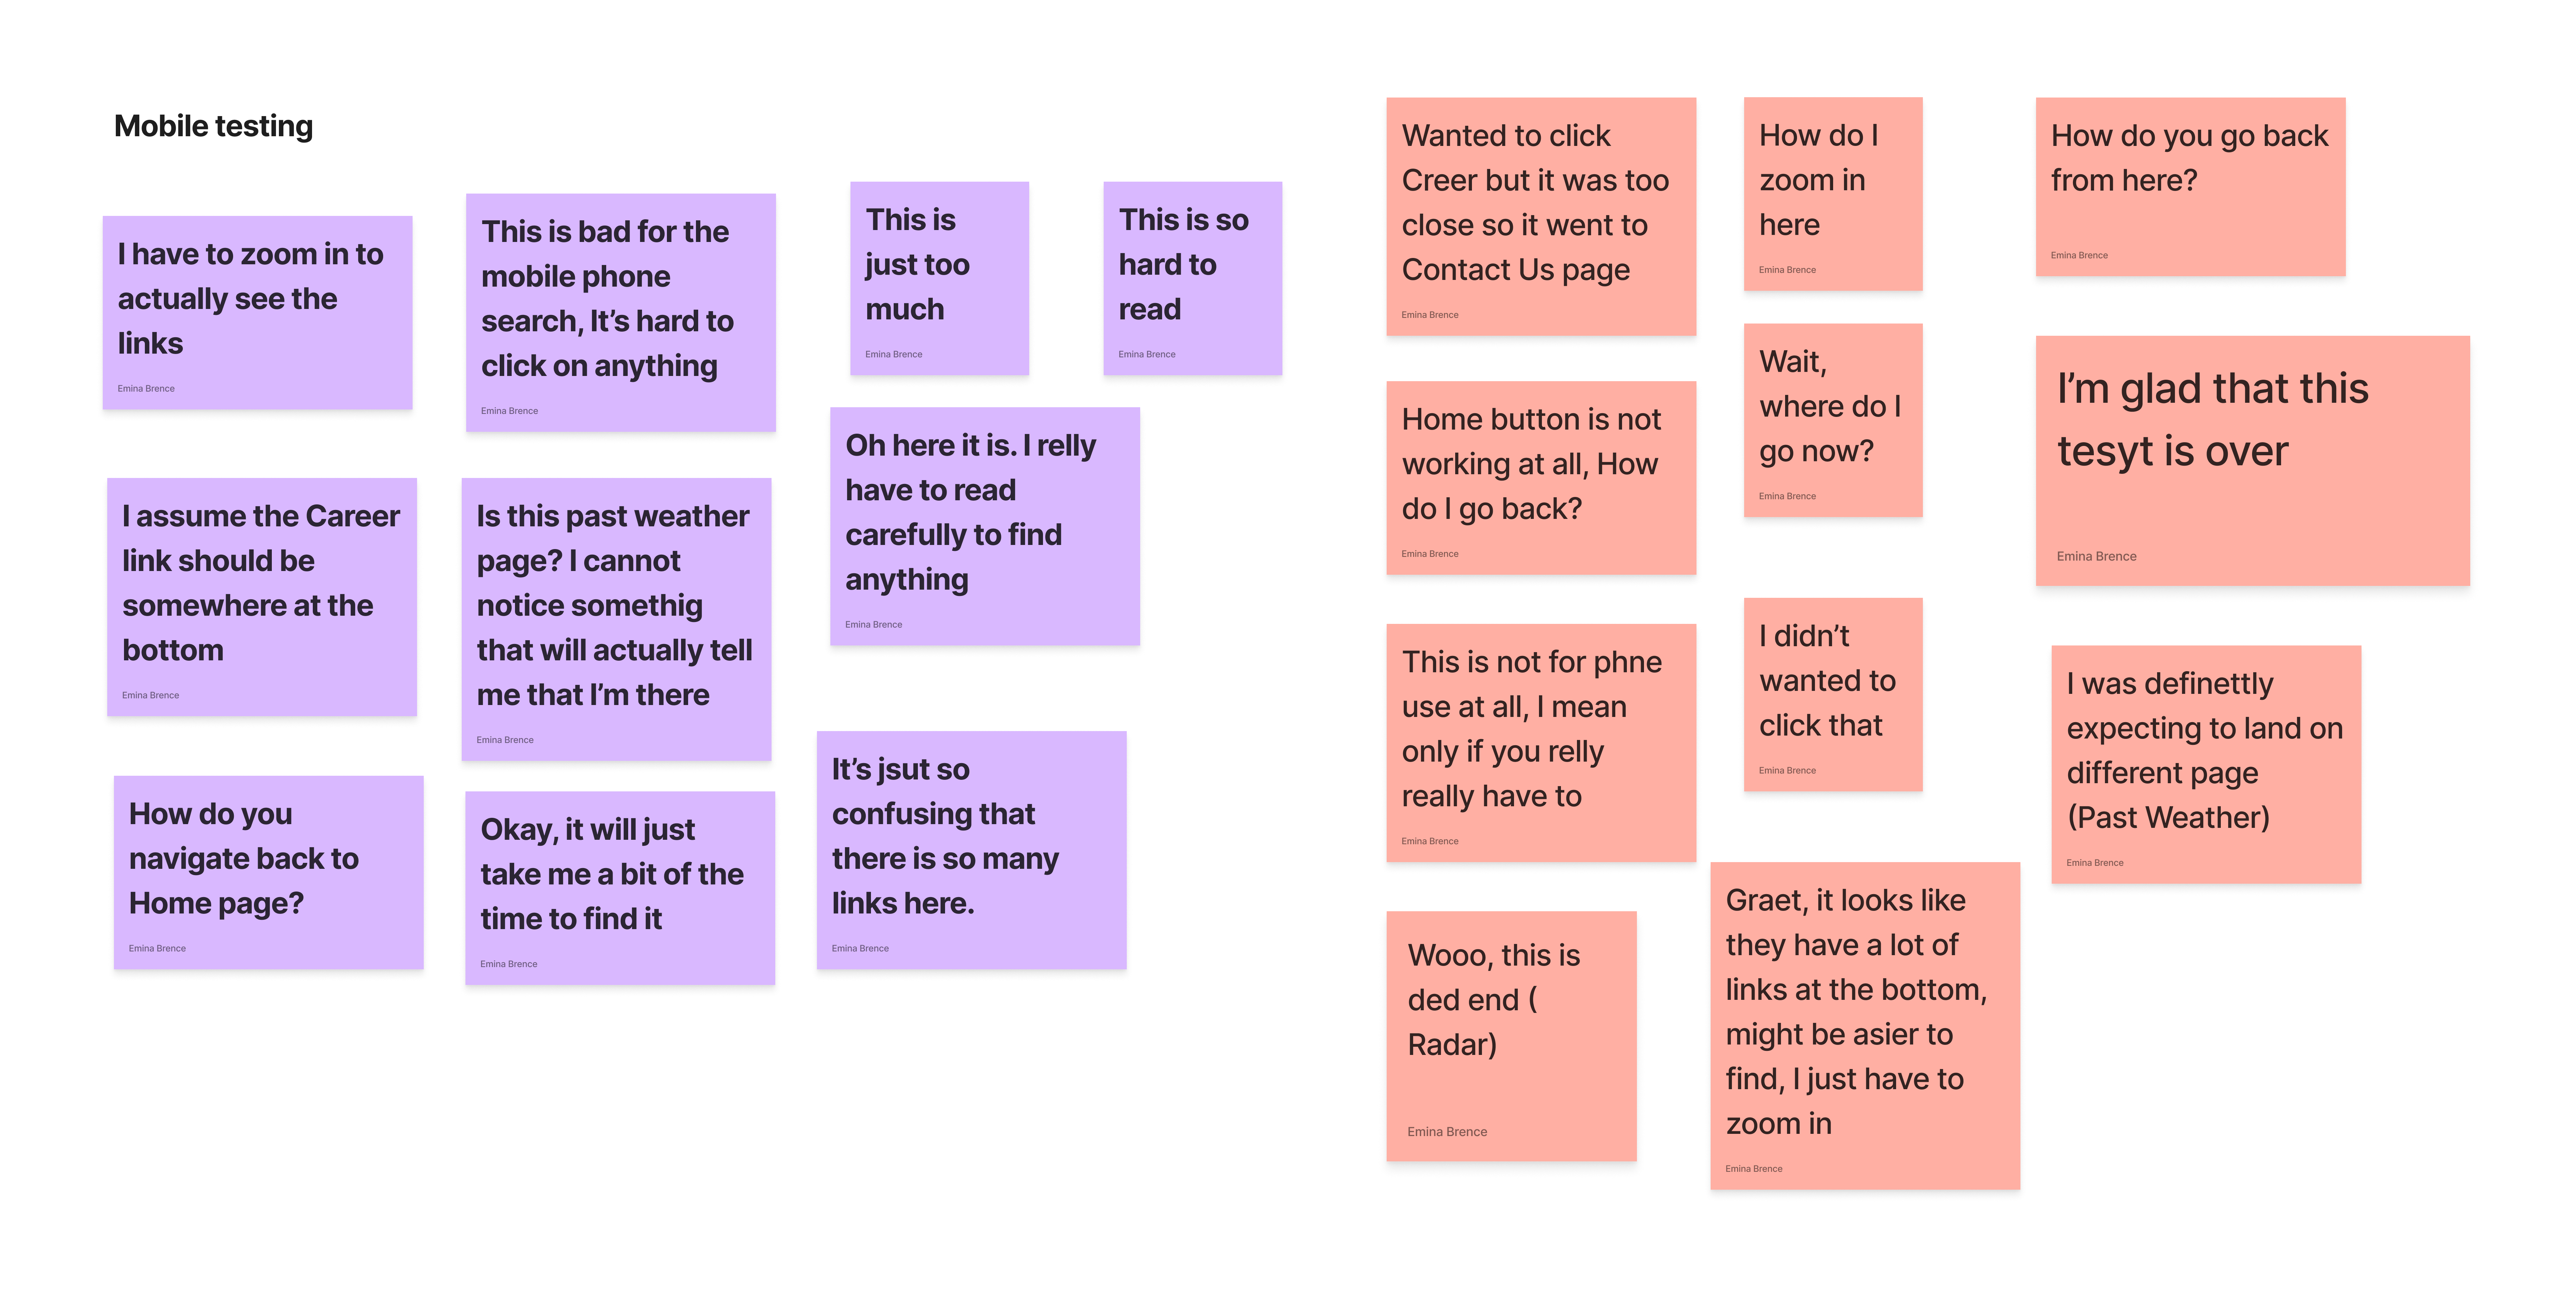 Mobile testing
I have to zoom in to
actually see the
links
Emina Brence
This is bad for the
mobile phone
search, It’s hard to
click on anything
Emina Brence
This is
just too
much
Emina Brence
This is so
hard to
read
Emina Brence
I assume the Career
link should be
somewhere at the
bottom
Emina Brence
Is this past weather
page? I cannot
notice somethig
that will actually tell
me that I’m there
Emina Brence
Oh here it is. I relly
have to read
carefully to find
anything
Emina Brence
How do you
navigate back to
Home page?
Emina Brence
Okay, it will just
take me a bit of the
time to find it
Emina Brence
It’s jsut so
confusing that
there is so many
links here.
Emina Brence
Wanted to click
Creer but it was too
close so it went to
Contact Us page
Emina Brence
How do I
zoom in
here
Emina Brence
How do you go back
from here?
Emina Brence
Home button is not
working at all, How
do I go back?
Emina Brence
Wait,
where do I
go now?
Emina Brence
I’m glad that this
tesyt is over
Emina Brence
This is not for phne
use at all, I mean
only if you relly
really have to
Emina Brence
I didn’t
wanted to
click that
Emina Brence
I was definettly
expecting to land on
different page
(Past Weather)
Emina Brence
Wooo, this is
ded end (
Radar)
Emina Brence
Graet, it looks like
they have a lot of
links at the bottom,
might be asier to
find, I just have to
zoom in
Emina Brence